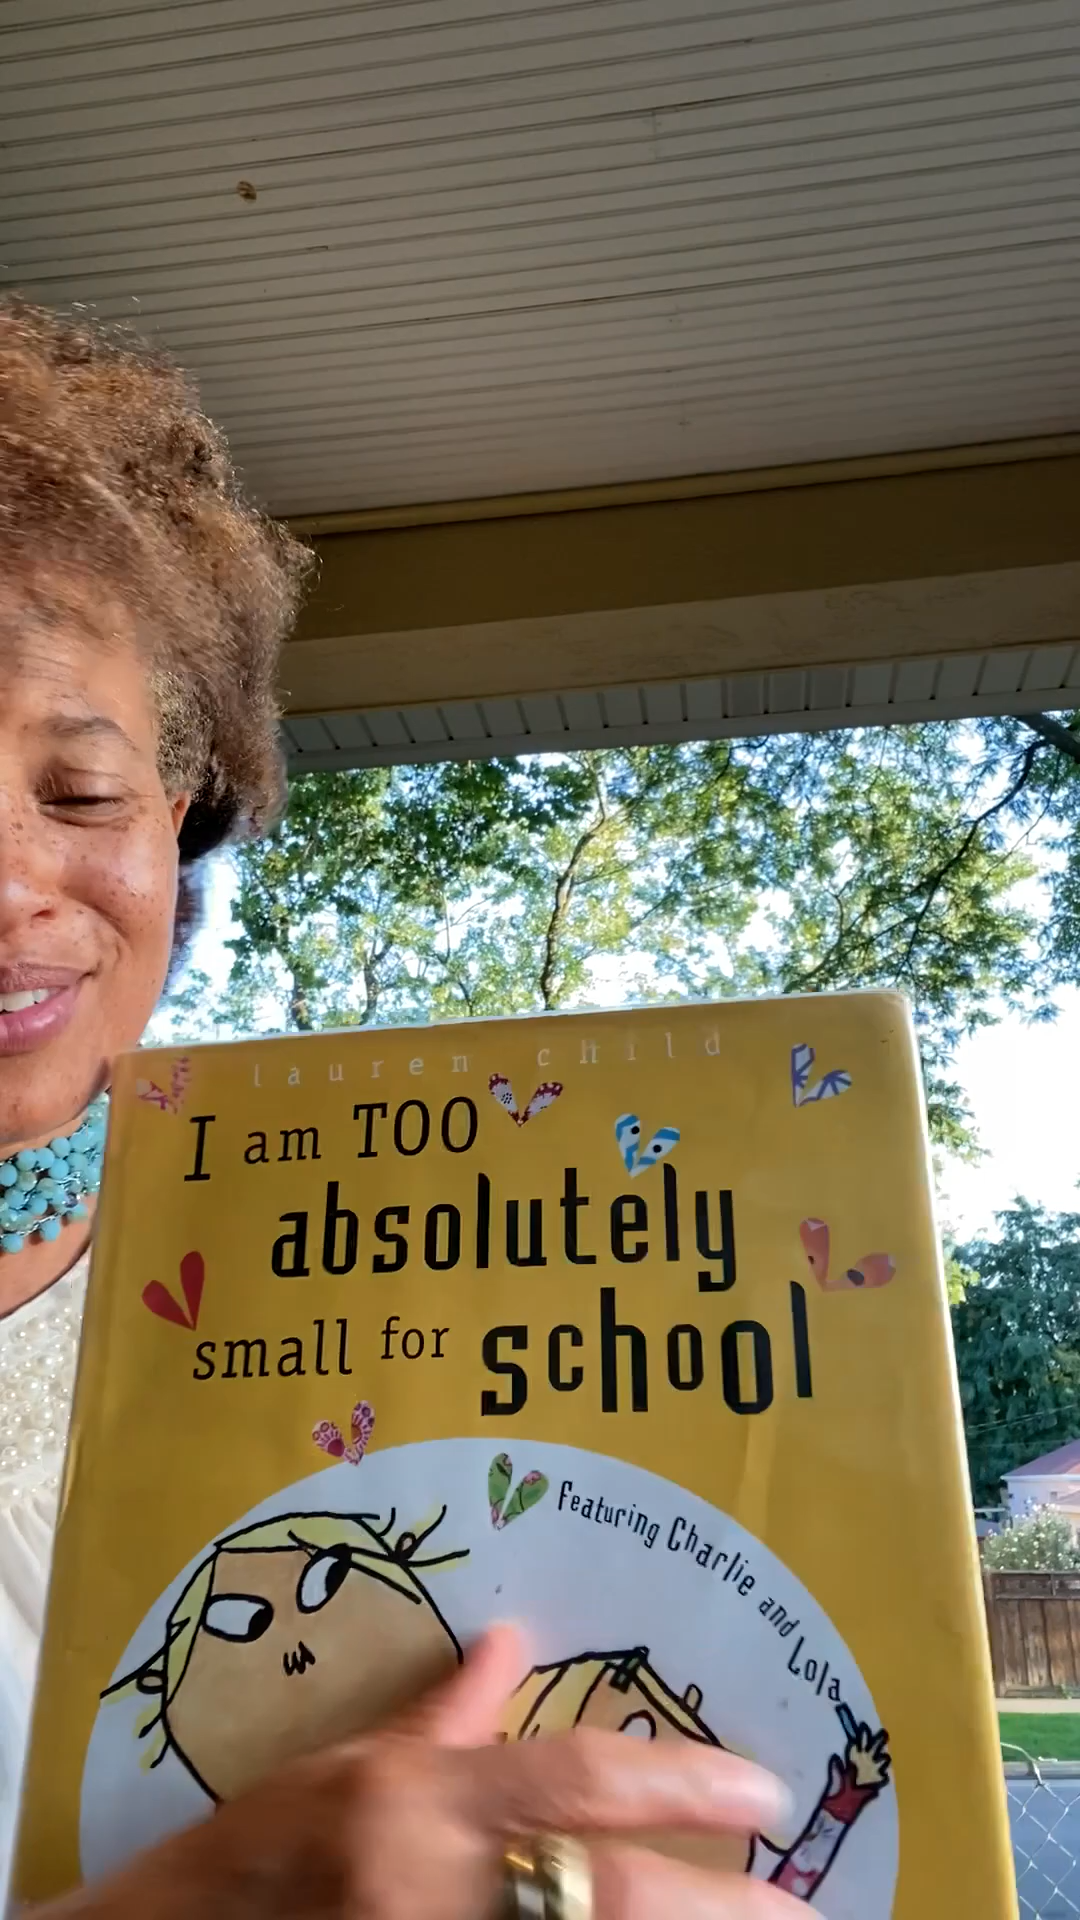 lauren child
I am TOO
absolutely
small for school
Featuring Charlie and Lola